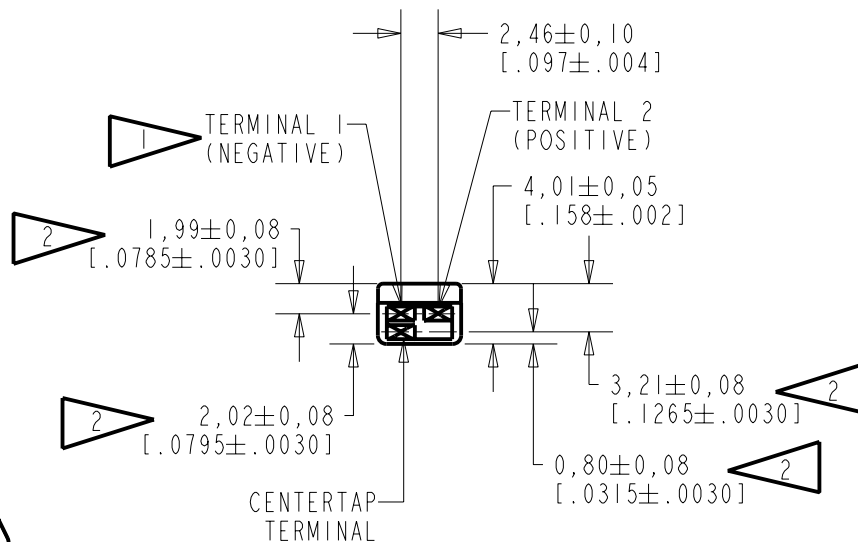 2,46±0,10
[.097±.004]
TERMINAL 1
(NEGATIVE)
1
TERMINAL 2
(POSITIVE)
4,01±0,05
[.158±.002]
2
1,99±0,08
[.0785±.0030]
3,21±0,08
[.1265±.0030]
2
2
2,02±0,08
[.0795±.0030]
0,80±0,08
[.0315±.0030]
2
CENTERTAP
TERMINAL